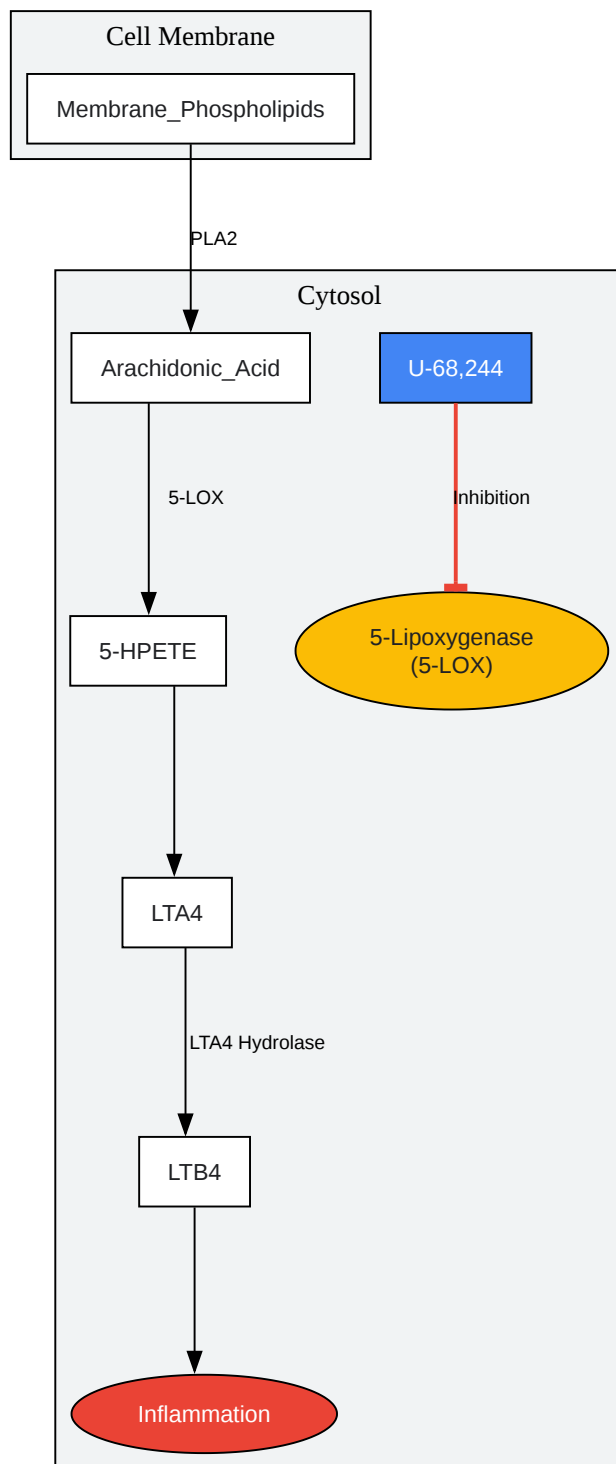 Cell Membrane
Membrane_Phospholipids
PLA2
Cytosol
Arachidonic_Acid
U-68,244
5-LOX
Inhibition
5-HPETE
5-Lipoxygenase
(5-LOX)
LTA4
LTA4 Hydrolase
LTB4
Inflammation